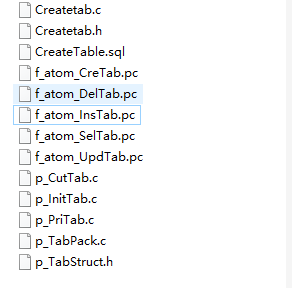 Createtab.c
Createtab.h
CreateTable.sql
f_atom_CreTab.pc
f_atom_DelTab.pc
f_atom_InsTab.pc
f_atom_SelTab.pc
f_atom_UpdTab.pc
p_CutTab.c
p_InitTab.c
p_PriTab.c
p_TabPack.c
p_TabStruct.h